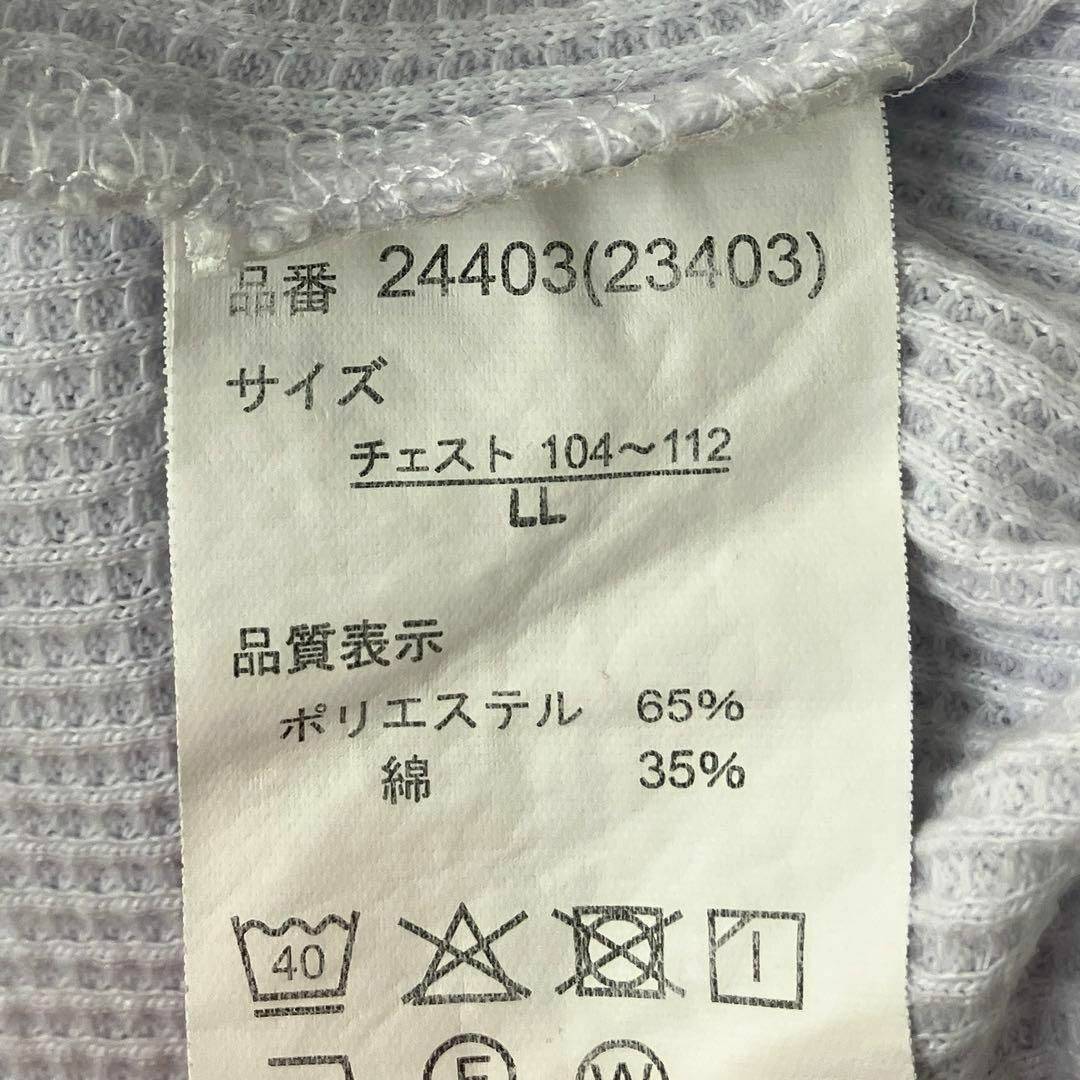 品番 24403(23403)
サイズ
チェスト 104～112
LL
品質表示
ポリエステル 65%
綿 35%
40
F W